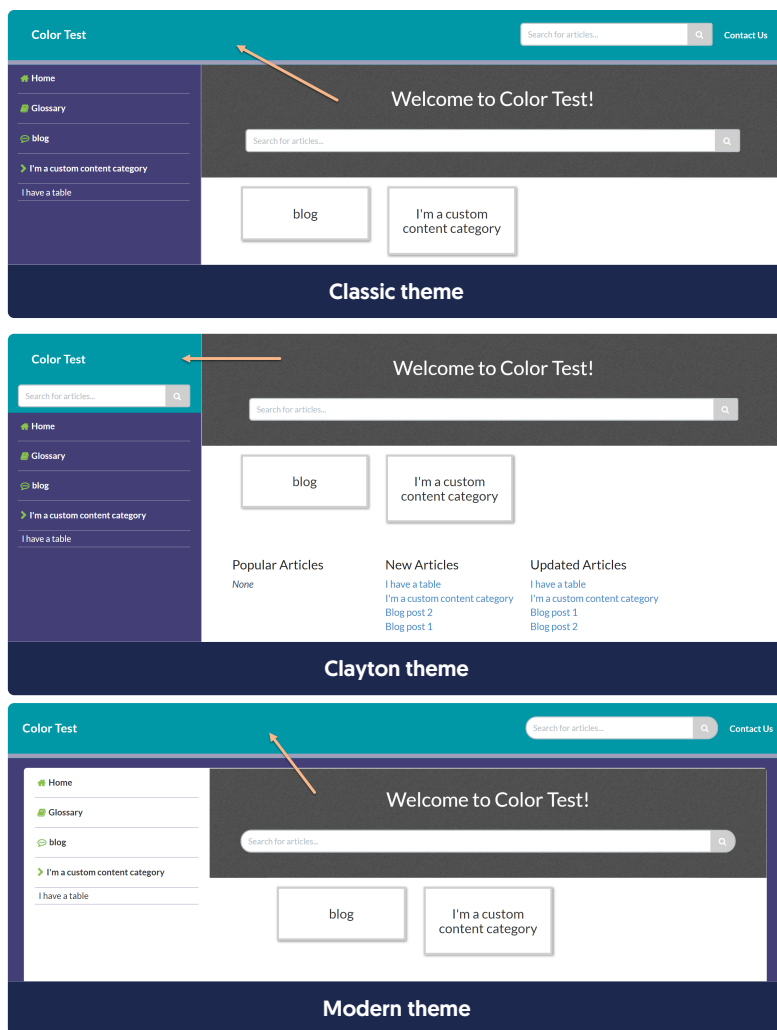 Color Test
Search for articles...
Contact Us
Home
Glossary
blog
I'm a custom content category
I have a table
Welcome to Color Test!
Search for articles...
blog
I'm a custom
content category
Classic theme
Color Test
Search for articles...
Home
Glossary
blog
I'm a custom content category
I have a table
Welcome to Color Test!
Search for articles...
blog
I'm a custom
content category
Popular Articles
None
New Articles
I have a table
I'm a custom content category
Blog post 2
Blog post 1
Updated Articles
I have a table
I'm a custom content category
Blog post 1
Blog post 2
Clayton theme
Color Test
Search for articles...
Contact Us
Home
Glossary
blog
I'm a custom content category
I have a table
Welcome to Color Test!
Search for articles...
blog
I'm a custom
content category
Modern theme